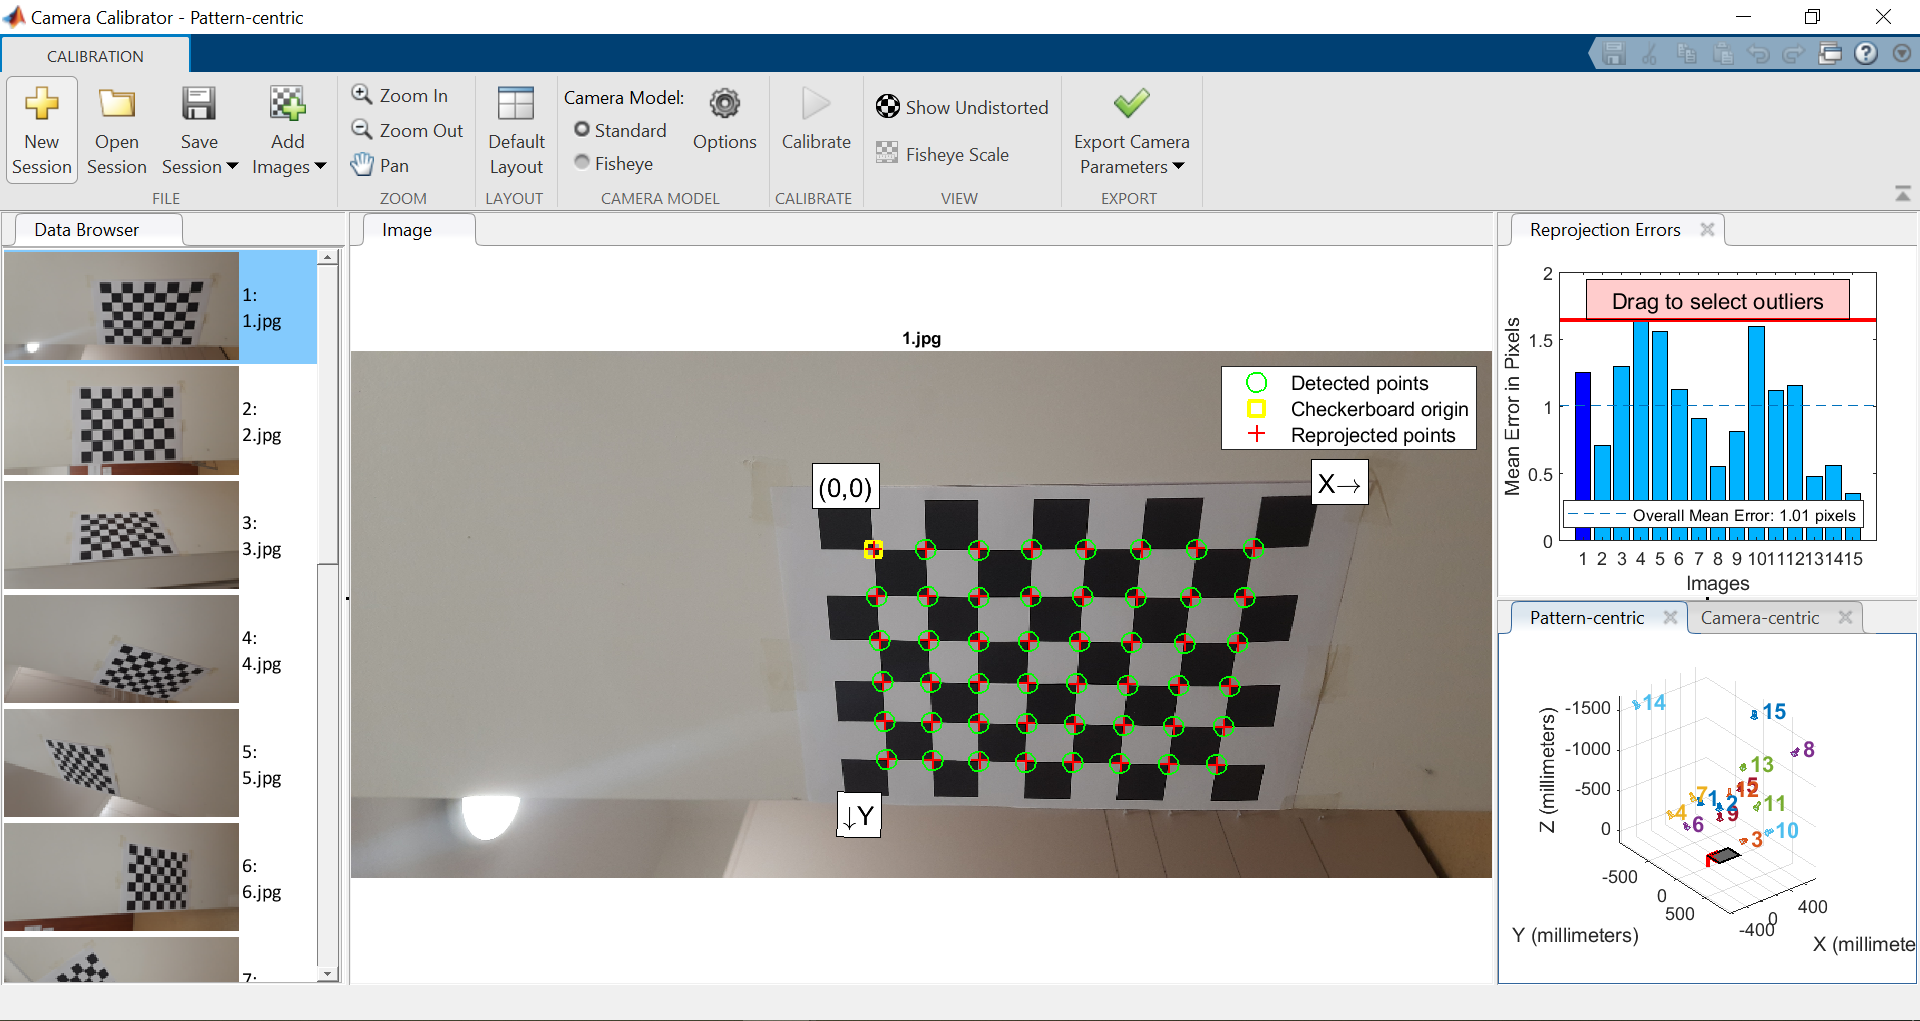 Camera Calibrator - Pattern-centric
CALIBRATION
New Session
Open Session
Save Session
Add Images
FILE
Zoom In
Zoom Out
Pan
ZOOM
Default Layout
LAYOUT
Camera Model:
Standard
Fisheye
Options
CAMERA MODEL
Calibrate
CALIBRATE
Show Undistorted
Fisheye Scale
VIEW
Export Camera Parameters
EXPORT
Data Browser
1:
1.jpg
2:
2.jpg
3:
3.jpg
4:
4.jpg
5:
5.jpg
6:
6.jpg
7:
Image
1.jpg
Detected points
Checkerboard origin
Reprojected points
(0,0)
X→
↓Y
Reprojection Errors
Drag to select outliers
Mean Error in Pixels
2
1.5
1
0.5
0
Overall Mean Error: 1.01 pixels
1 2 3 4 5 6 7 8 9 10 11 12 13 14 15
Images
Pattern-centric
Camera-centric
Z (millimeters)
-1500
-1000
-500
0
14
15
8
13
7
1
2
12
5
11
4
6
9
10
3
-500
0
500
Y (millimeters)
-400
0
400
X (millimete